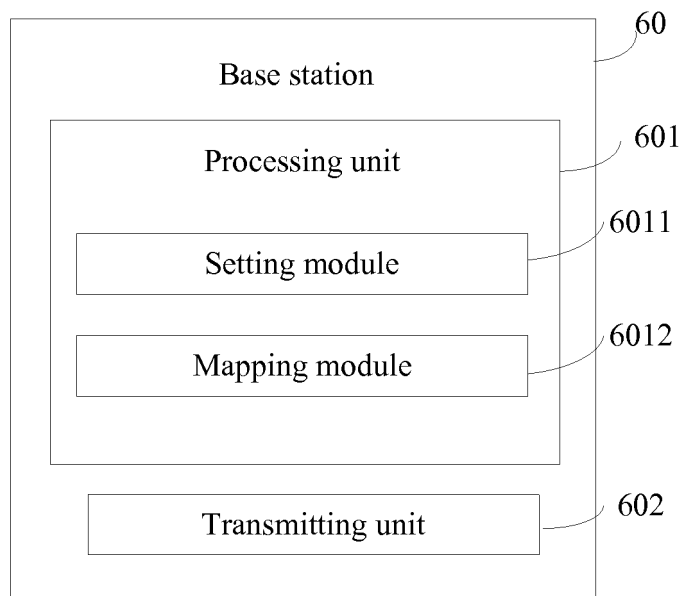 60
Base station
601
Processing unit
6011
Setting module
6012
Mapping module
602
Transmitting unit